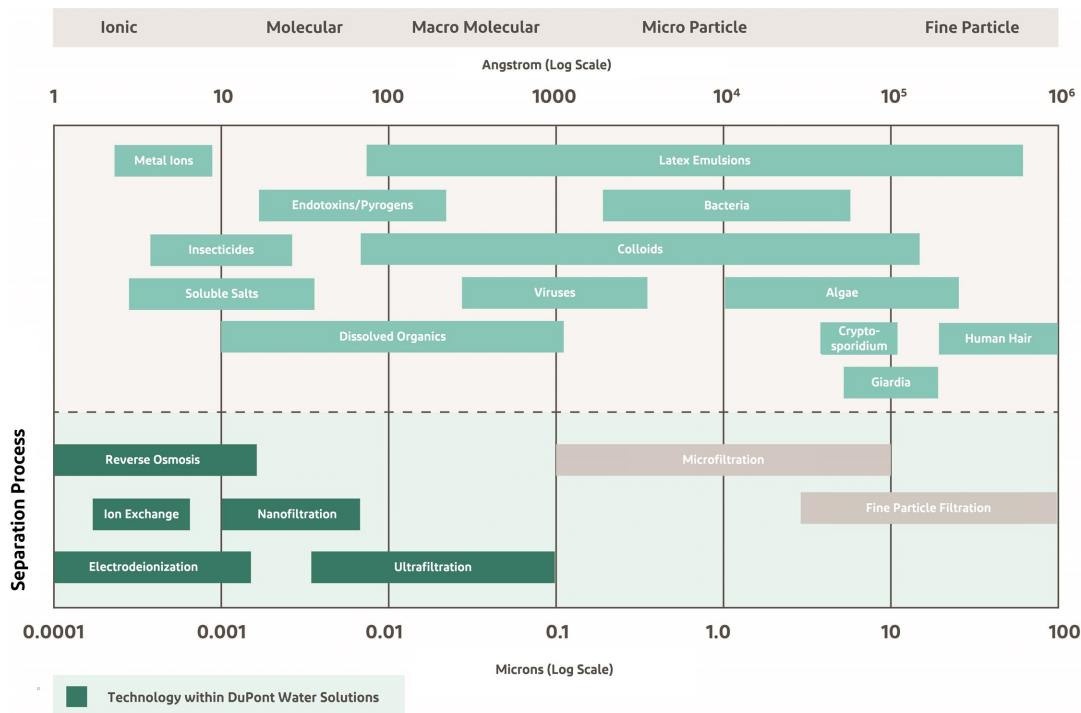 Ionic Molecular Macro Molecular Micro Particle Fine Particle
Angstrom (Log Scale)
1 10 100 1000 10⁴ 10⁵ 10⁶
Metal Ions Latex Emulsions
Endotoxins/Pyrogens Bacteria
Insecticides Colloids
Soluble Salts Viruses Algae
Dissolved Organics Crypto-
sporidium Human Hair
Giardia
Separation Process
Reverse Osmosis Microfiltration
Ion Exchange Nanofiltration Fine Particle Filtration
Electrodeionization Ultrafiltration
0.0001 0.001 0.01 0.1 1.0 10 100
Microns (Log Scale)
Technology within DuPont Water Solutions